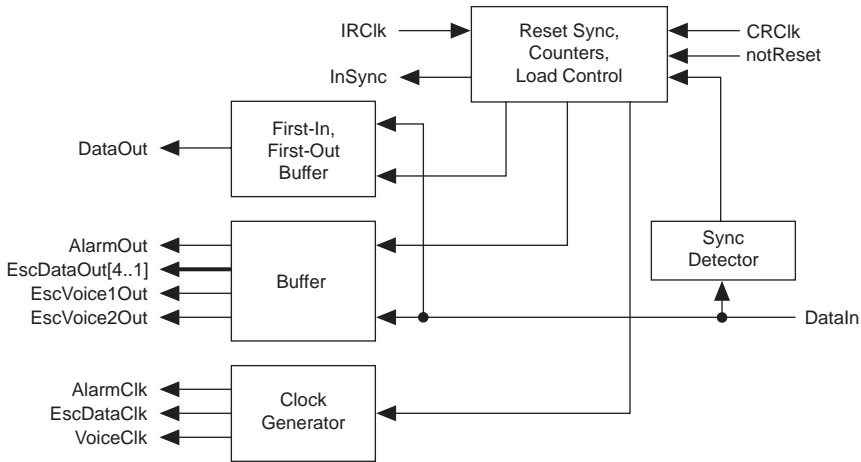 IRClk
Reset Sync,
Counters,
Load Control
CRClk
notReset
InSync
First-In,
First-Out
Buffer
DataOut
Sync
Detector
AlarmOut
EscDataOut[4..1]
EscVoice1Out
EscVoice2Out
Buffer
DataIn
AlarmClk
EscDataClk
VoiceClk
Clock
Generator